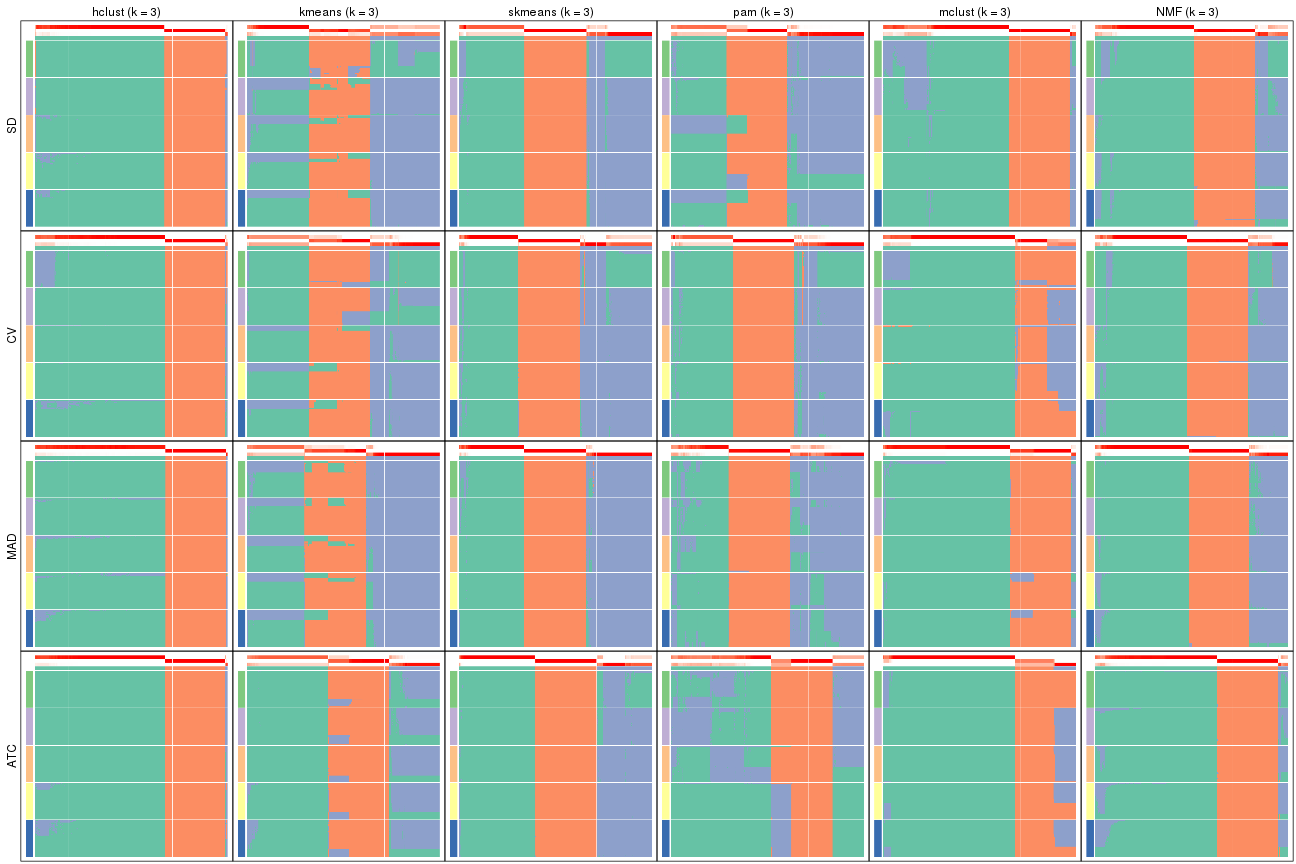 hclust (k = 3) kmeans (k = 3) skmeans (k = 3) pam (k = 3) mclust (k = 3) NMF (k = 3)
SD
CV
MAD
ATC